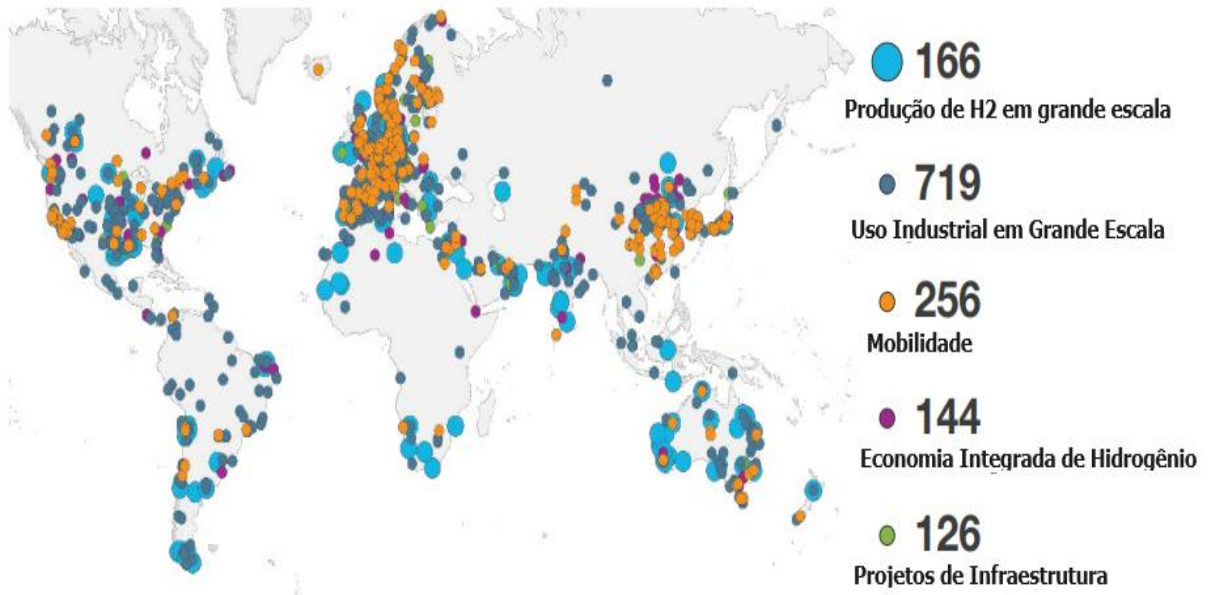 166
Produção de H2 em grande escala
719
Uso Industrial em Grande Escala
256
Mobilidade
144
Economia Integrada de Hidrogênio
126
Projetos de Infraestrutura